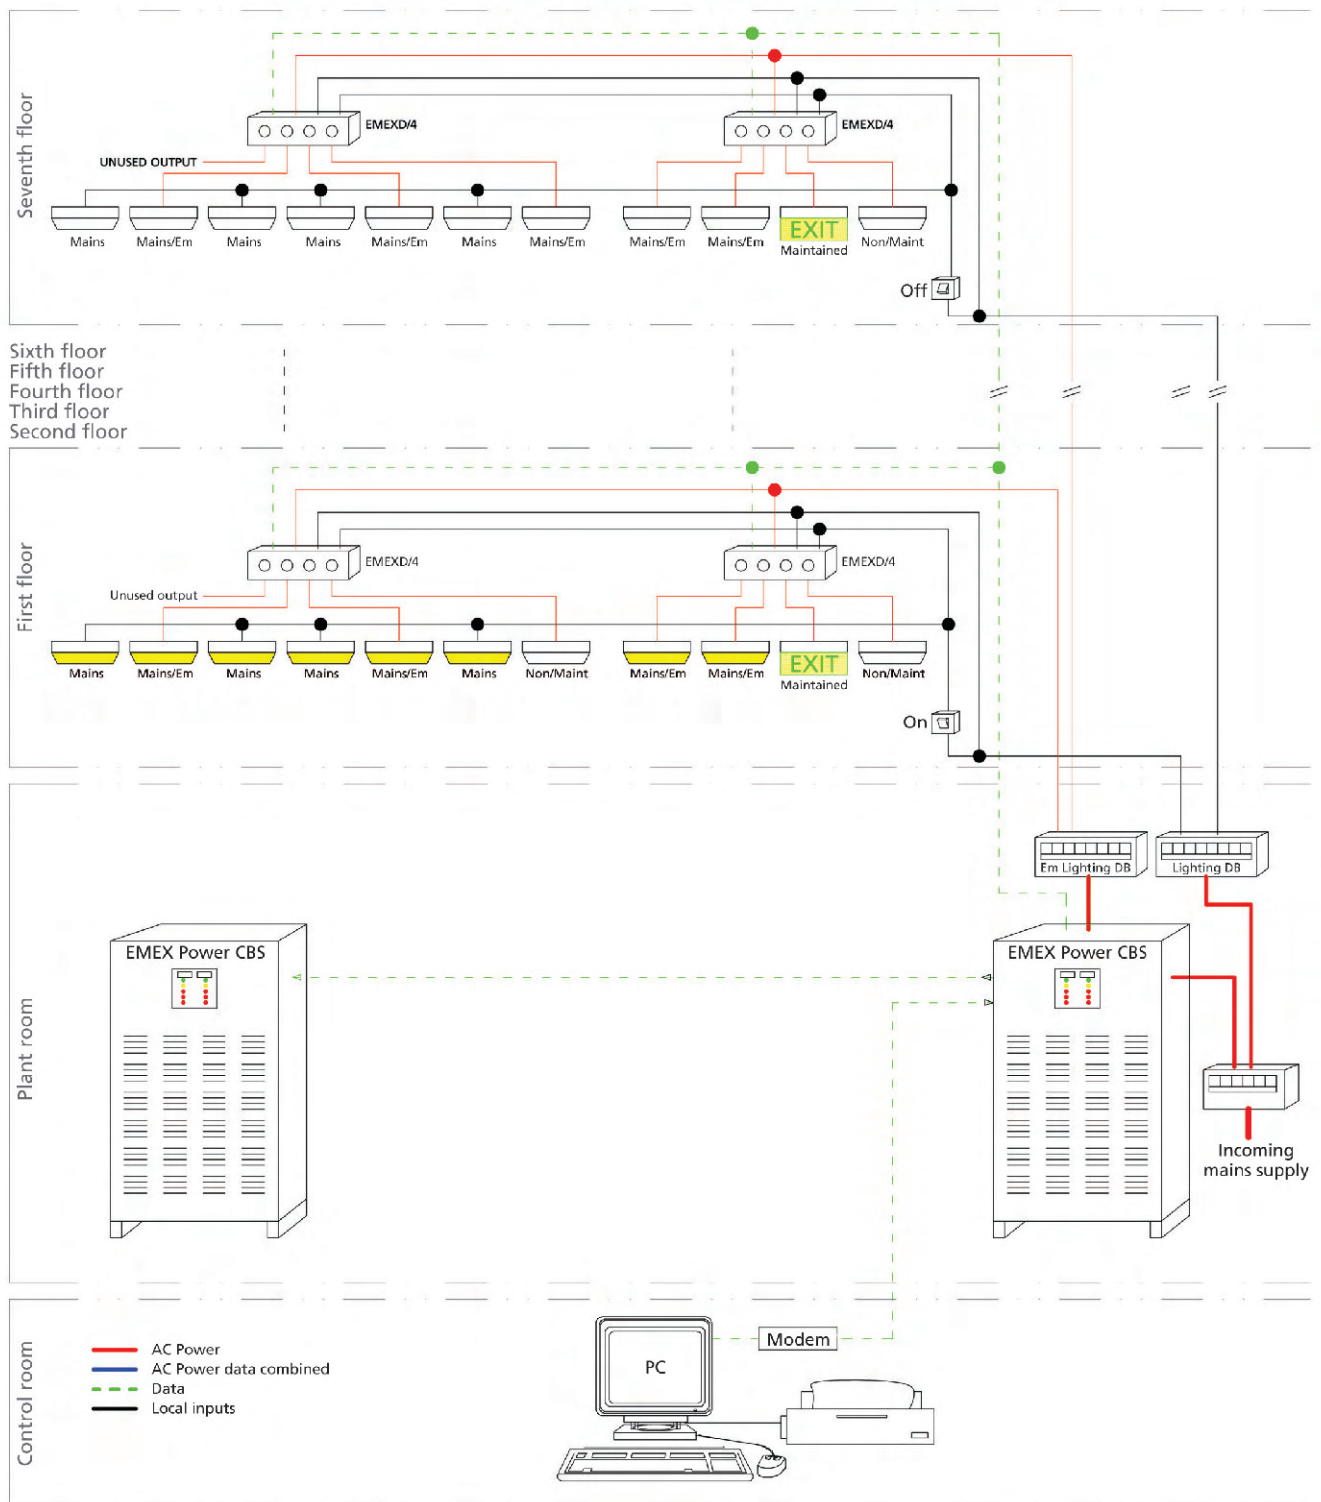 Seventh floor
EMEXD/4
EMEXD/4
UNUSED OUTPUT
Mains
Mains/Em
Mains
Mains
Mains/Em
Mains
Mains/Em
Mains/Em
Mains/Em
EXIT
Maintained
Non/Maint
Off
Sixth floor
Fifth floor
Fourth floor
Third floor
Second floor
First floor
EMEXD/4
EMEXD/4
Unused output
Mains
Mains/Em
Mains
Mains
Mains/Em
Mains
Non/Maint
Mains/Em
Mains/Em
EXIT
Maintained
Non/Maint
On
Plant room
Em Lighting DB
Lighting DB
EMEX Power CBS
EMEX Power CBS
Incoming
mains supply
Control room
AC Power
AC Power data combined
Data
Local inputs
PC
Modem